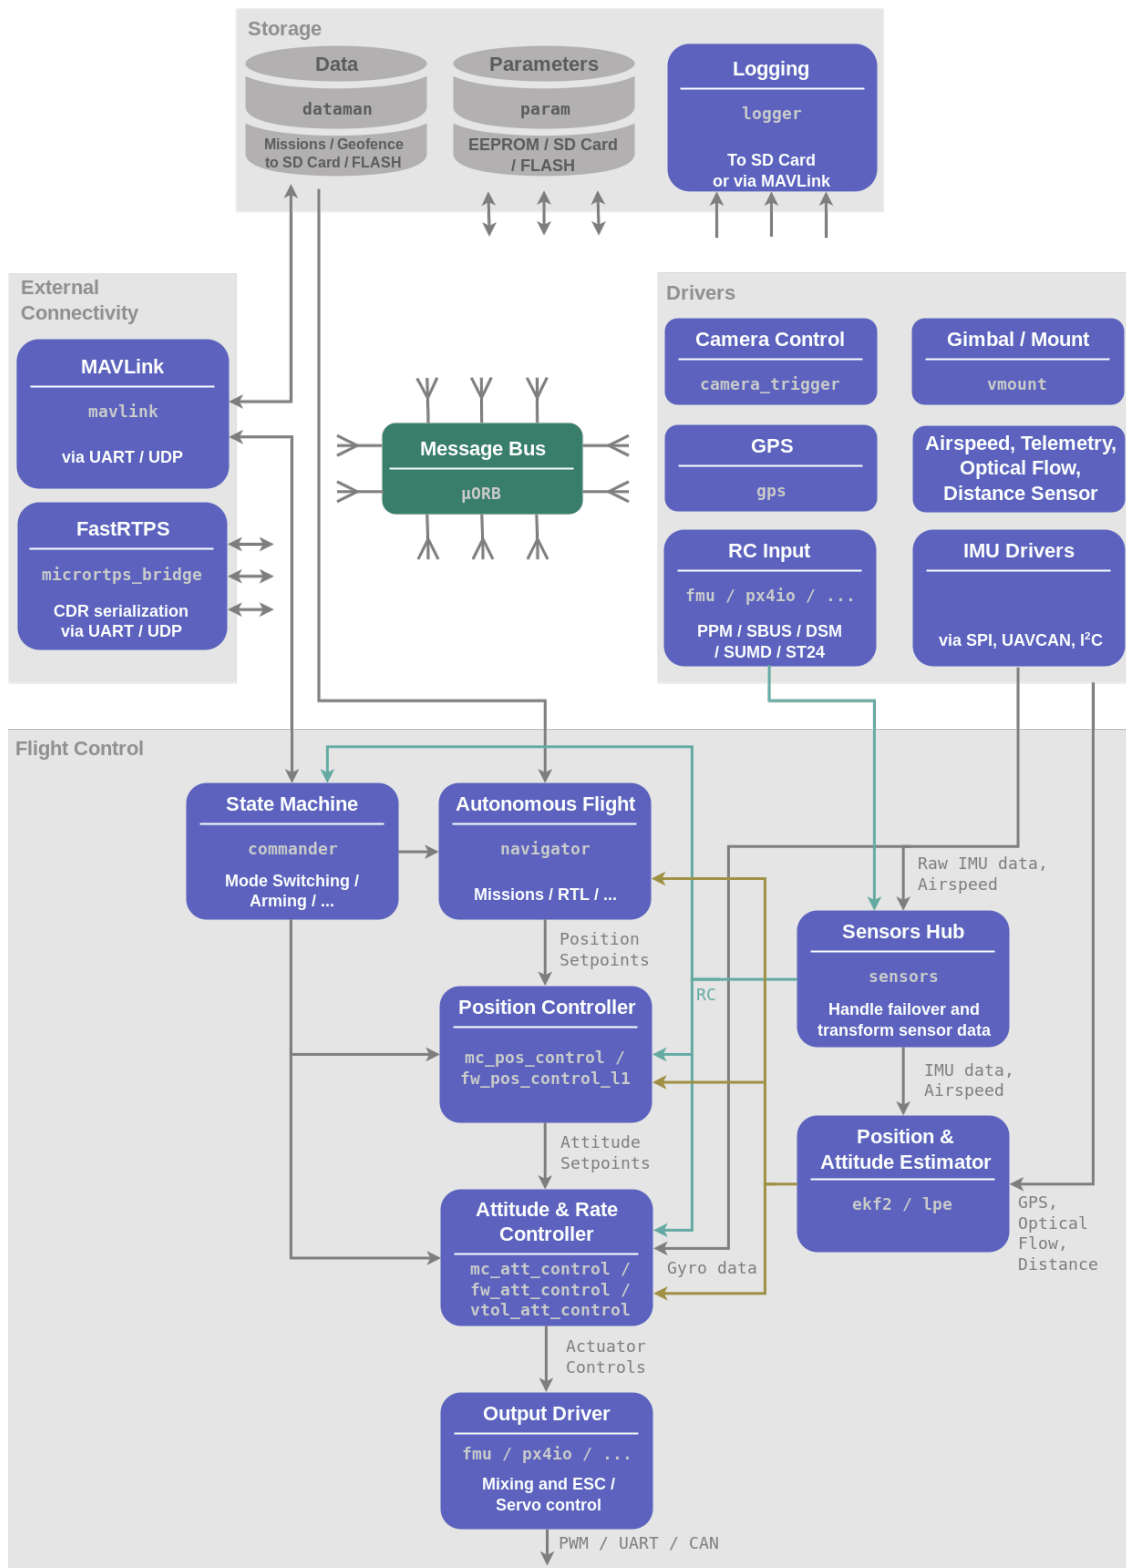 Storage
Data
dataman
Missions / Geofence
to SD Card / FLASH
Parameters
param
EEPROM / SD Card
/ FLASH
Logging
logger
To SD Card
or via MAVLink
External
Connectivity
MAVLink
mavlink
via UART / UDP
FastRTPS
micrortps_bridge
CDR serialization
via UART / UDP
Message Bus
μORB
Drivers
Camera Control
camera_trigger
Gimbal / Mount
vmount
GPS
gps
Airspeed, Telemetry,
Optical Flow,
Distance Sensor
RC Input
fmu / px4io / ...
PPM / SBUS / DSM
/ SUMD / ST24
IMU Drivers
via SPI, UAVCAN, I²C
Flight Control
State Machine
commander
Mode Switching /
Arming / ...
Autonomous Flight
navigator
Missions / RTL / ...
Raw IMU data,
Airspeed
Sensors Hub
sensors
Handle failover and
transform sensor data
Position
Setpoints
RC
Position Controller
mc_pos_control /
fw_pos_control_l1
IMU data,
Airspeed
Position &
Attitude Estimator
ekf2 / lpe
Attitude
Setpoints
GPS,
Optical
Flow,
Distance
Attitude & Rate
Controller
mc_att_control /
fw_att_control /
vtol_att_control
Gyro data
Actuator
Controls
Output Driver
fmu / px4io / ...
Mixing and ESC /
Servo control
PWM / UART / CAN